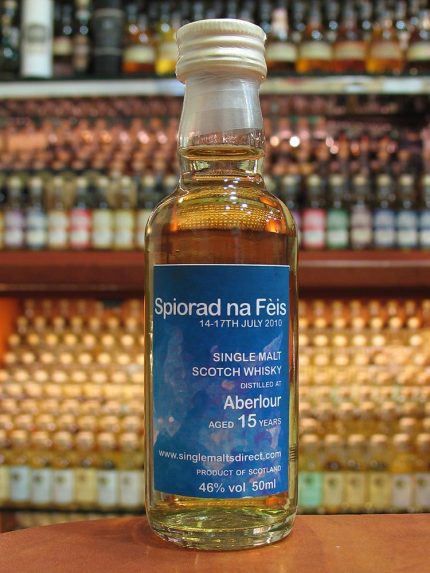 Spiorad na Fèis
14-17TH JULY 2010
SINGLE MALT
SCOTCH WHISKY
DISTILLED AT
Aberlour
AGED 15 YEARS
www.singlemaltsdirect.com
PRODUCT OF SCOTLAND
46% vol 50ml